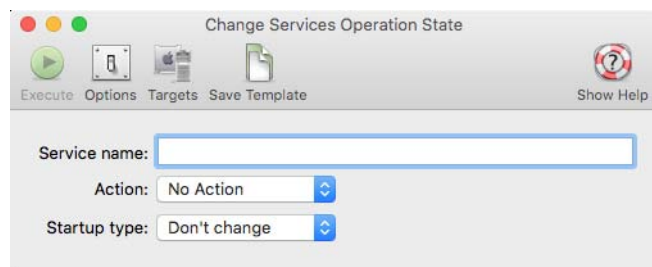 Change Services Operation State
Execute Options Targets Save Template Show Help
Service name:
Action: No Action
Startup type: Don't change